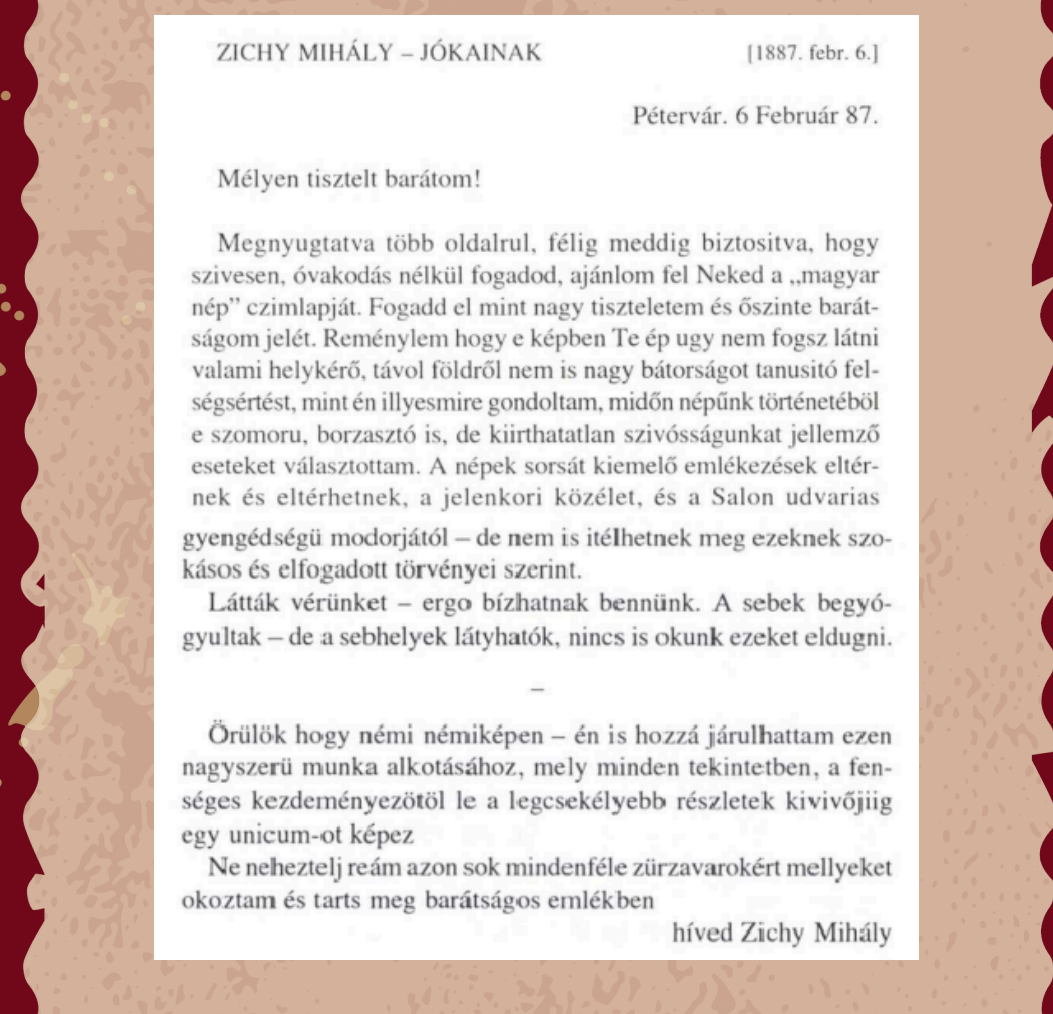 ZICHY MIHÁLY – JÓKAINAK [1887. febr. 6.]
Pétervár. 6 Február 87.
Mélyen tisztelt barátom!
Megnyugtatva több oldalrul, félig meddig biztositva, hogy
szivesen, óvakodás nélkül fogadod, ajánlom fel Neked a „magyar
nép” czimlapját. Fogadd el mint nagy tiszteletem és őszinte barát-
ságom jelét. Reménylem hogy e képben Te ép ugy nem fogsz látni
valami helykérő, távol földről nem is nagy bátorságot tanusitó fel-
ségsértést, mint én illyesmire gondoltam, midőn népűnk történetéböl
e szomoru, borzasztó is, de kiirthatatlan szivósságunkat jellemző
eseteket választottam. A népek sorsát kiemelő emlékezések eltér-
nek és eltérhetnek, a jelenkori közélet, és a Salon udvarias
gyengédségü modorjától – de nem is itélhetnek meg ezeknek szo-
kásos és elfogadott törvényei szerint.
Látták vérünket – ergo bízhatnak bennünk. A sebek begyó-
gyultak – de a sebhelyek látyhatók, nincs is okunk ezeket eldugni.
–
Örülök hogy némi némiképen – én is hozzá járulhattam ezen
nagyszerü munka alkotásához, mely minden tekintetben, a fen-
séges kezdeményezötöl le a legcsekélyebb részletek kivivőjiig
egy unicum-ot képez
Ne neheztelj reám azon sok mindenféle zürzavarokért mellyeket
okoztam és tarts meg barátságos emlékben
híved Zichy Mihály